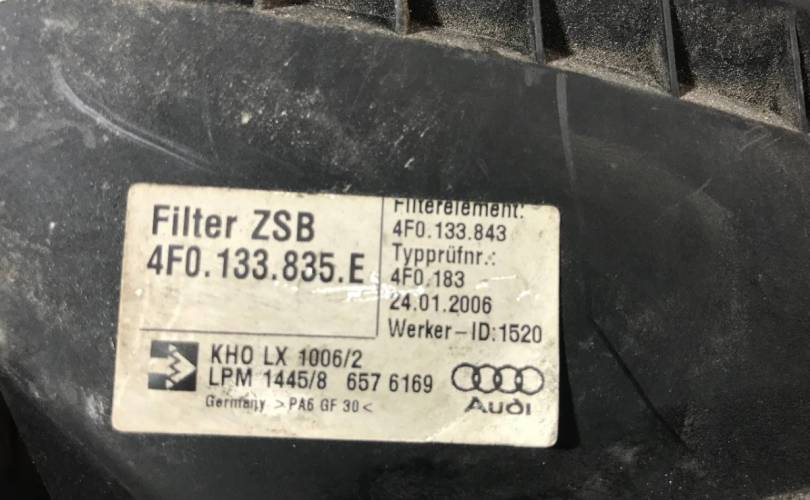 Filter ZSB
4F0.133.835.E
Filterelement:
4F0.133.843
Typprüfnr.:
4F0.183
24.01.2006
Werker-ID:1520
KHO LX 1006/2
LPM 1445/8 657 6169
Germany >PA6 GF 30<
Audi